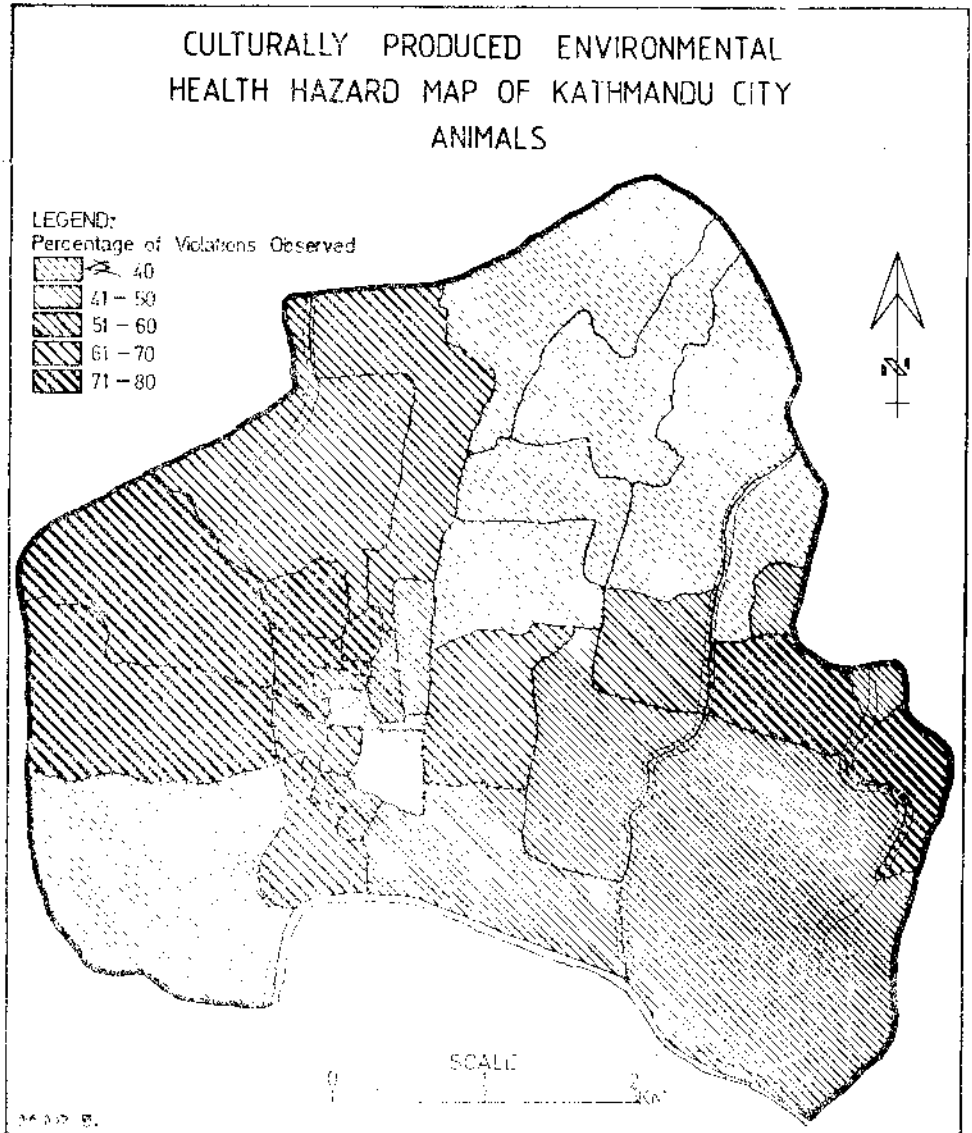 CULTURALLY PRODUCED ENVIRONMENTAL
HEALTH HAZARD MAP OF KATHMANDU CITY
ANIMALS
LEGEND:
Percentage of Violations Observed
40
41 - 50
51 - 60
61 - 70
71 - 80
N
SCALE
0 1 2
KM